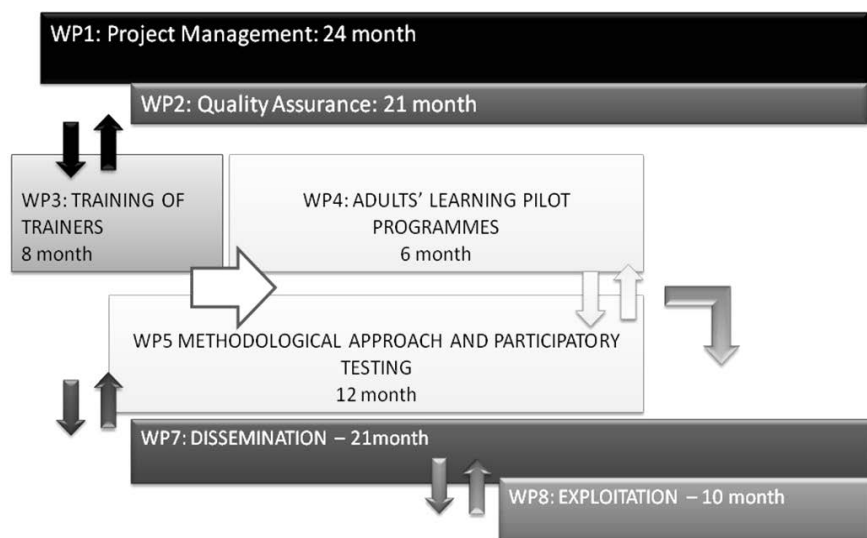 WP1: Project Management: 24 month
WP2: Quality Assurance: 21 month
WP3: TRAINING OF
TRAINERS
8 month
WP4: ADULTS' LEARNING PILOT
PROGRAMMES
6 month
WP5 METHODOLOGICAL APPROACH AND PARTICIPATORY
TESTING
12 month
WP7: DISSEMINATION – 21month
WP8: EXPLOITATION – 10 month